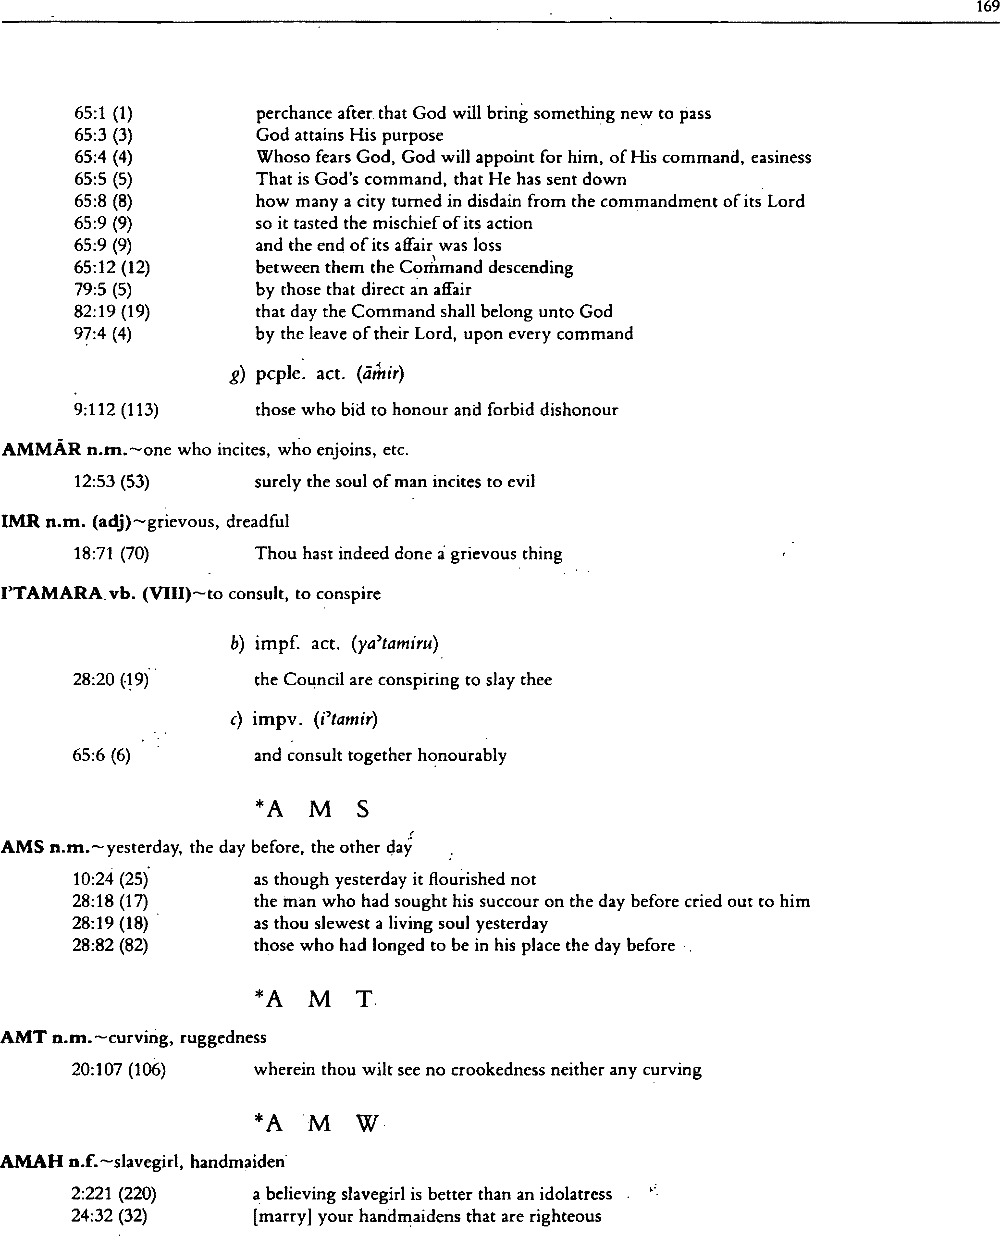 169
65:1 (1) perchance after that God will bring something new to pass
65:3 (3) God attains His purpose
65:4 (4) Whoso fears God, God will appoint for him, of His command, easiness
65:5 (5) That is God's command, that He has sent down
65:8 (8) how many a city turned in disdain from the commandment of its Lord
65:9 (9) so it tasted the mischief of its action
65:9 (9) and the end of its affair was loss
65:12 (12) between them the Command descending
79:5 (5) by those that direct an affair
82:19 (19) that day the Command shall belong unto God
97:4 (4) by the leave of their Lord, upon every command
g) pcple. act. (āmir)
9:112 (113) those who bid to honour and forbid dishonour
AMMĀR n.m.~one who incites, who enjoins, etc.
12:53 (53) surely the soul of man incites to evil
IMR n.m. (adj)~grievous, dreadful
18:71 (70) Thou hast indeed done a grievous thing
I'TAMARA vb. (VIII)~to consult, to conspire
b) impf. act. (ya'tamiru)
28:20 (19) the Council are conspiring to slay thee
c) impv. (i'tamir)
65:6 (6) and consult together honourably
*A M S
AMS n.m.~yesterday, the day before, the other day
10:24 (25) as though yesterday it flourished not
28:18 (17) the man who had sought his succour on the day before cried out to him
28:19 (18) as thou slewest a living soul yesterday
28:82 (82) those who had longed to be in his place the day before
*A M T
AMT n.m.~curving, ruggedness
20:107 (106) wherein thou wilt see no crookedness neither any curving
*A M W
AMAH n.f.~slavegirl, handmaiden
2:221 (220) a believing slavegirl is better than an idolatress
24:32 (32) [marry] your handmaidens that are righteous